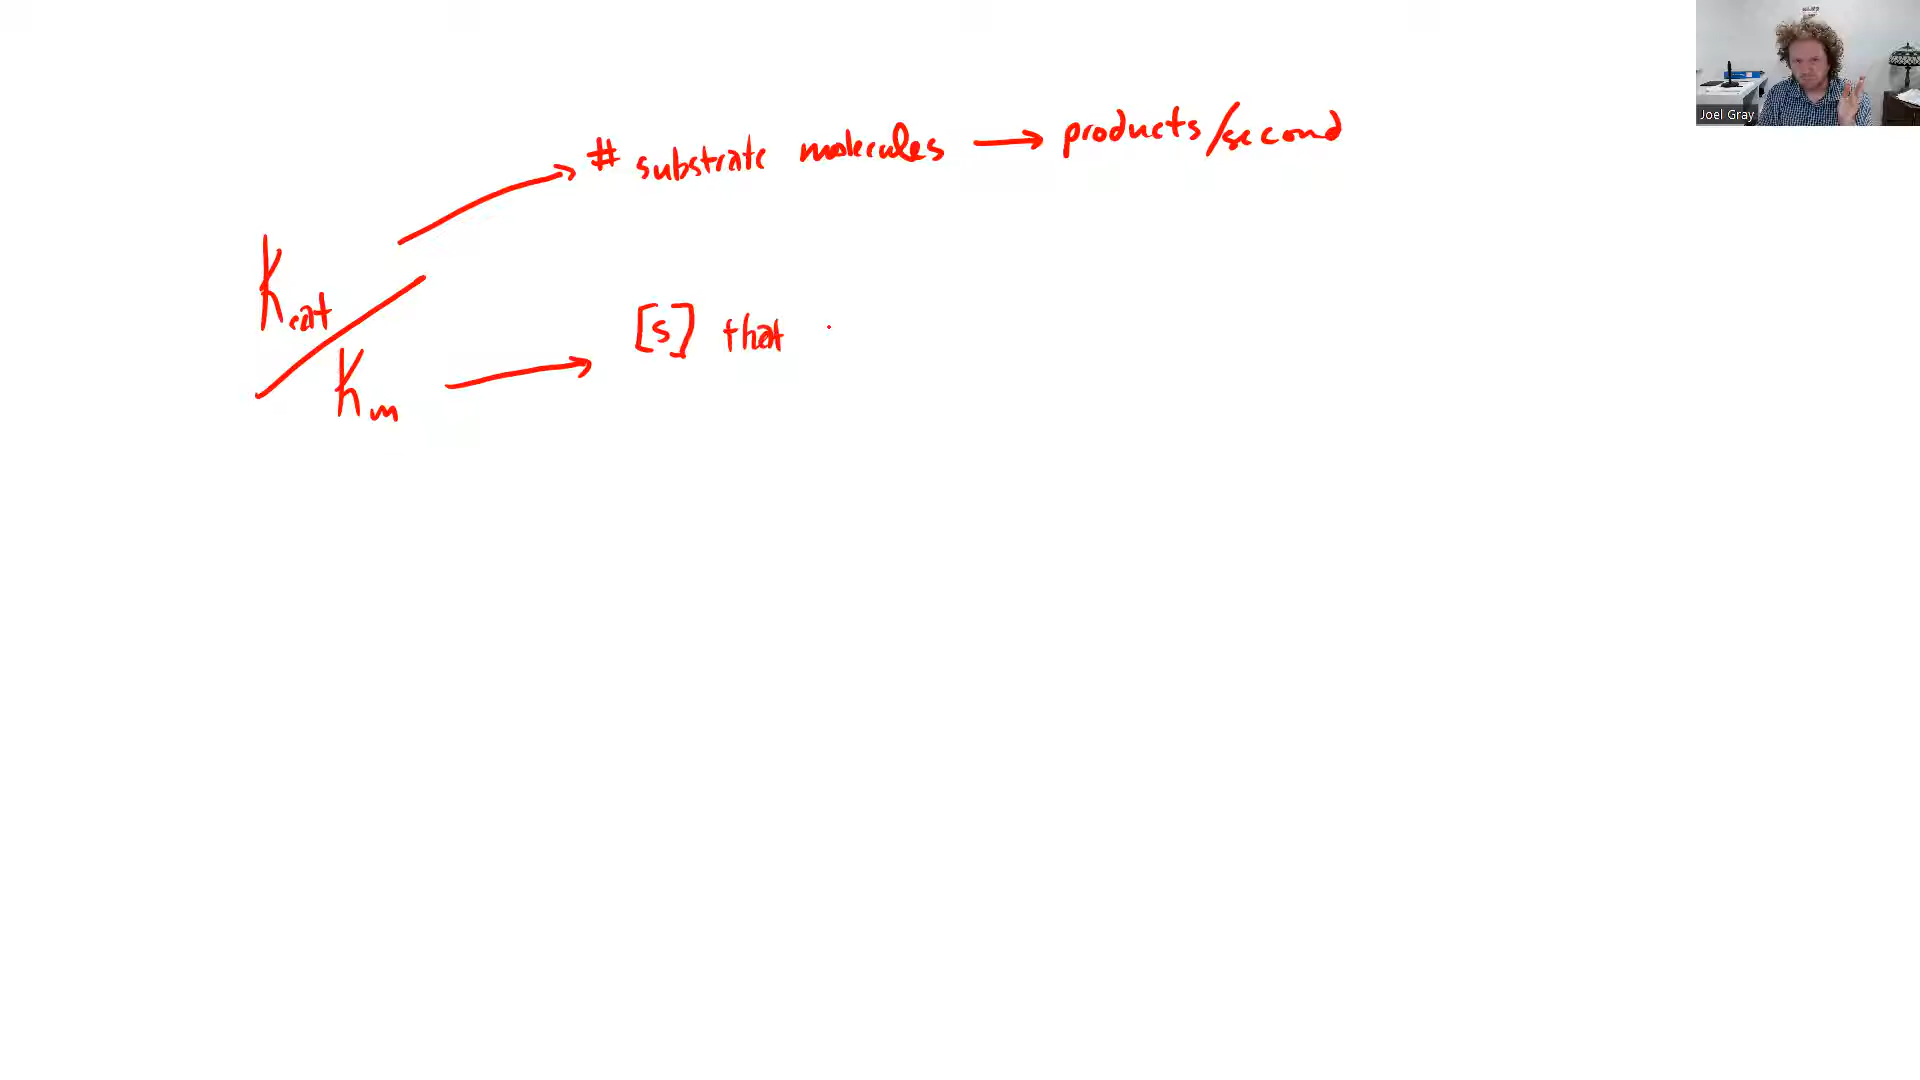 # substrate molecules → products/second
Kcat
/
Km → [s] that
Joel Gray